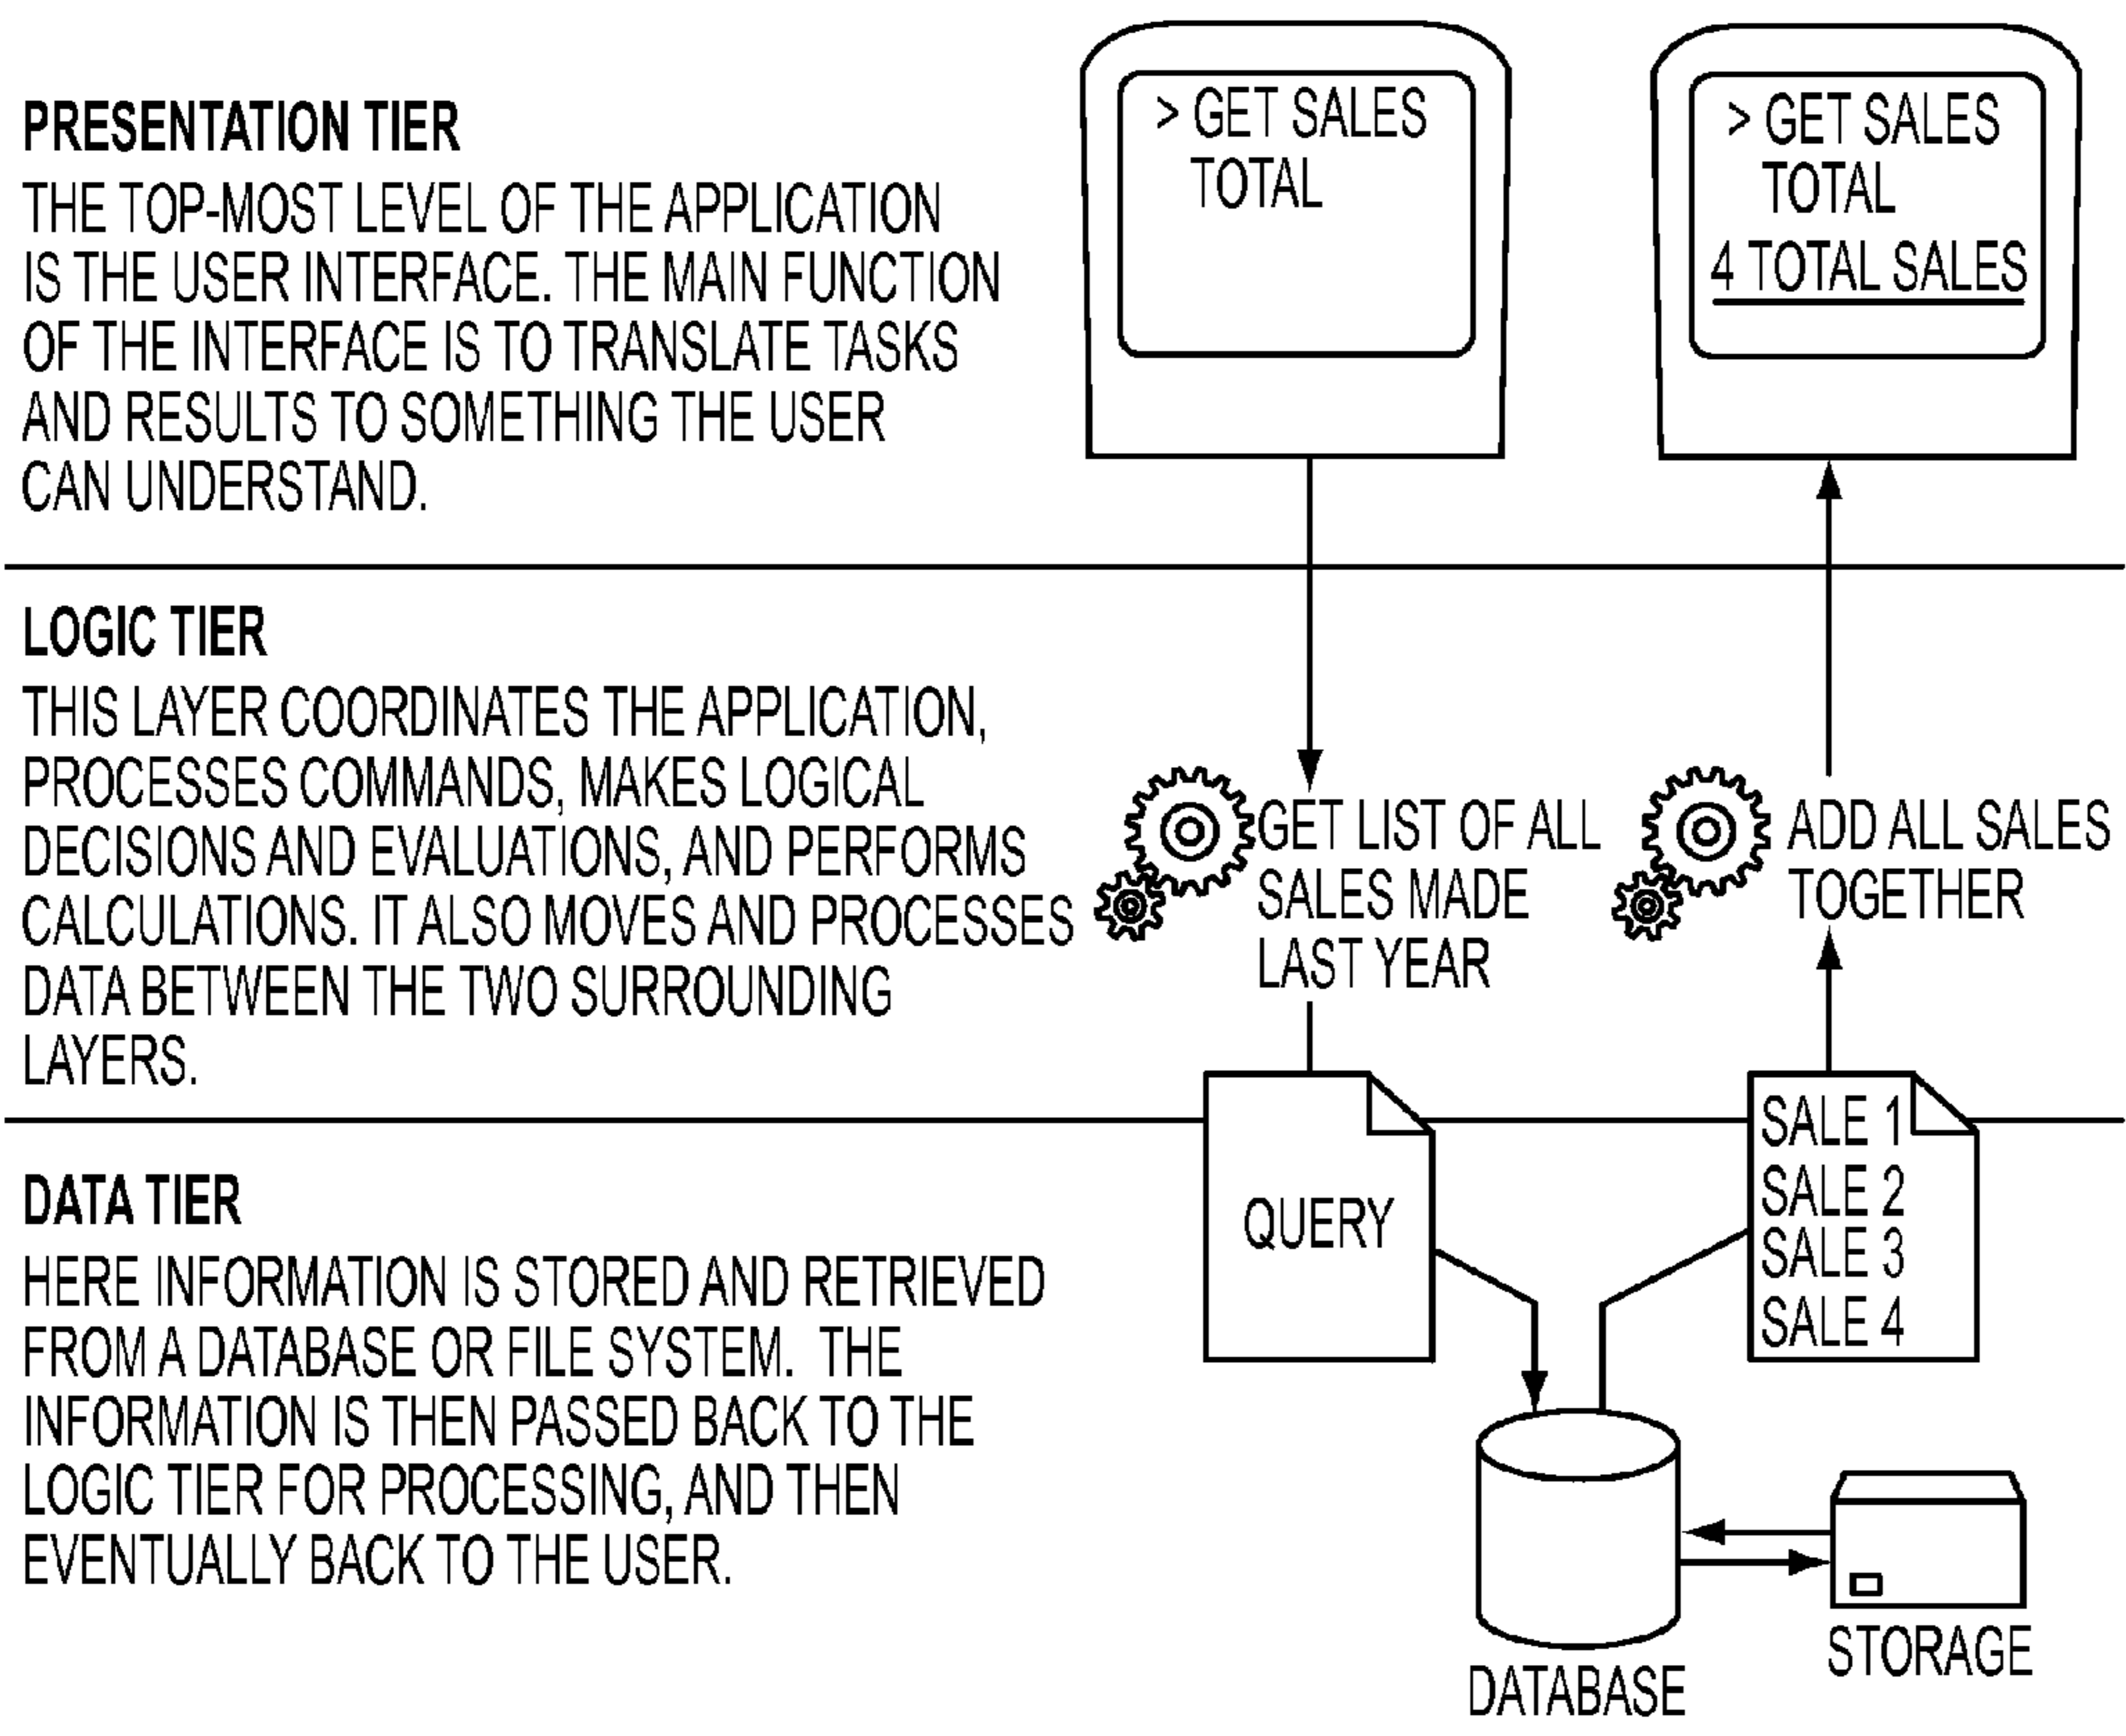 PRESENTATION TIER
THE TOP-MOST LEVEL OF THE APPLICATION
IS THE USER INTERFACE. THE MAIN FUNCTION
OF THE INTERFACE IS TO TRANSLATE TASKS
AND RESULTS TO SOMETHING THE USER
CAN UNDERSTAND.
> GET SALES
TOTAL
> GET SALES
TOTAL
4 TOTAL SALES
LOGIC TIER
THIS LAYER COORDINATES THE APPLICATION,
PROCESSES COMMANDS, MAKES LOGICAL
DECISIONS AND EVALUATIONS, AND PERFORMS
CALCULATIONS. IT ALSO MOVES AND PROCESSES
DATA BETWEEN THE TWO SURROUNDING
LAYERS.
GET LIST OF ALL
SALES MADE
LAST YEAR
ADD ALL SALES
TOGETHER
DATA TIER
HERE INFORMATION IS STORED AND RETRIEVED
FROM A DATABASE OR FILE SYSTEM. THE
INFORMATION IS THEN PASSED BACK TO THE
LOGIC TIER FOR PROCESSING, AND THEN
EVENTUALLY BACK TO THE USER.
QUERY
SALE 1
SALE 2
SALE 3
SALE 4
DATABASE
STORAGE